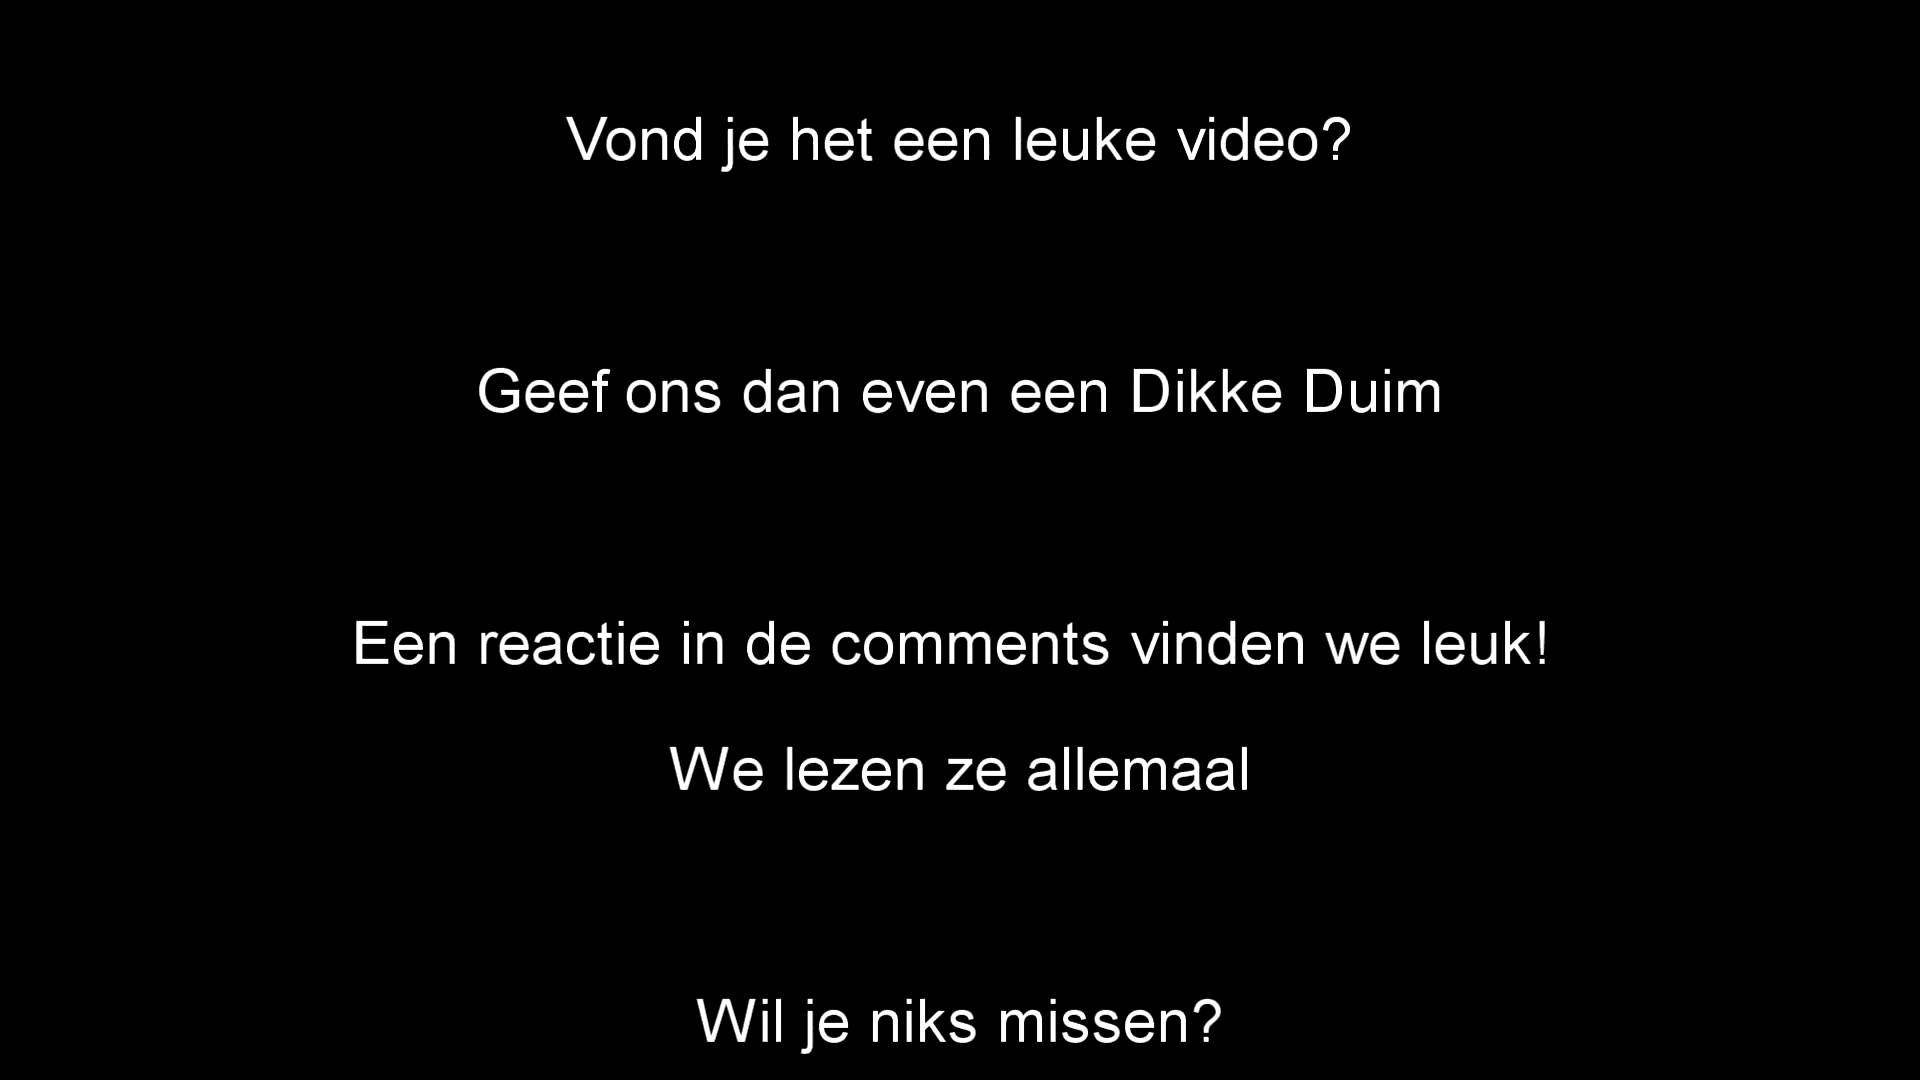 Vond je het een leuke video?
Geef ons dan even een Dikke Duim
Een reactie in de comments vinden we leuk!
We lezen ze allemaal
Wil je niks missen?